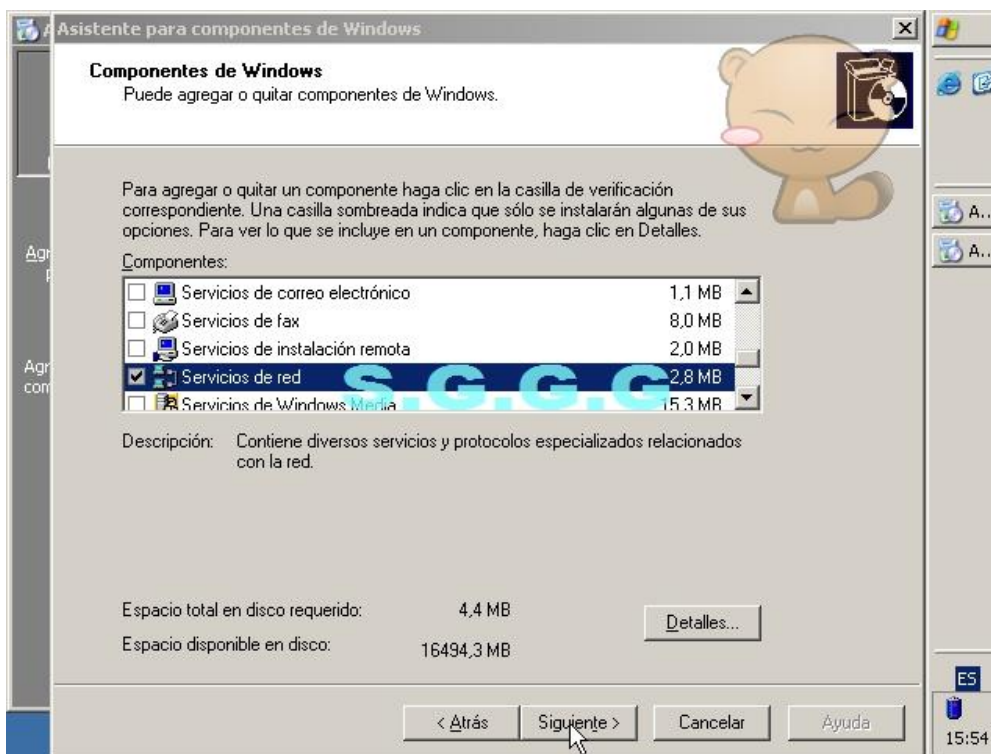 Asistente para componentes de Windows
Componentes de Windows
Puede agregar o quitar componentes de Windows.
Para agregar o quitar un componente haga clic en la casilla de verificación
correspondiente. Una casilla sombreada indica que sólo se instalarán algunas de sus
opciones. Para ver lo que se incluye en un componente, haga clic en Detalles.
Componentes:
Servicios de correo electrónico 1,1 MB
Servicios de fax 8,0 MB
Servicios de instalación remota 2,0 MB
Servicios de red 2,8 MB
S.G.G.G
Servicios de Windows Media 15,3 MB
Descripción: Contiene diversos servicios y protocolos especializados relacionados
con la red.
Espacio total en disco requerido: 4,4 MB
Espacio disponible en disco: 16494,3 MB
Detalles...
< Atrás Siguiente > Cancelar Ayuda
A..
A..
ES
15:54